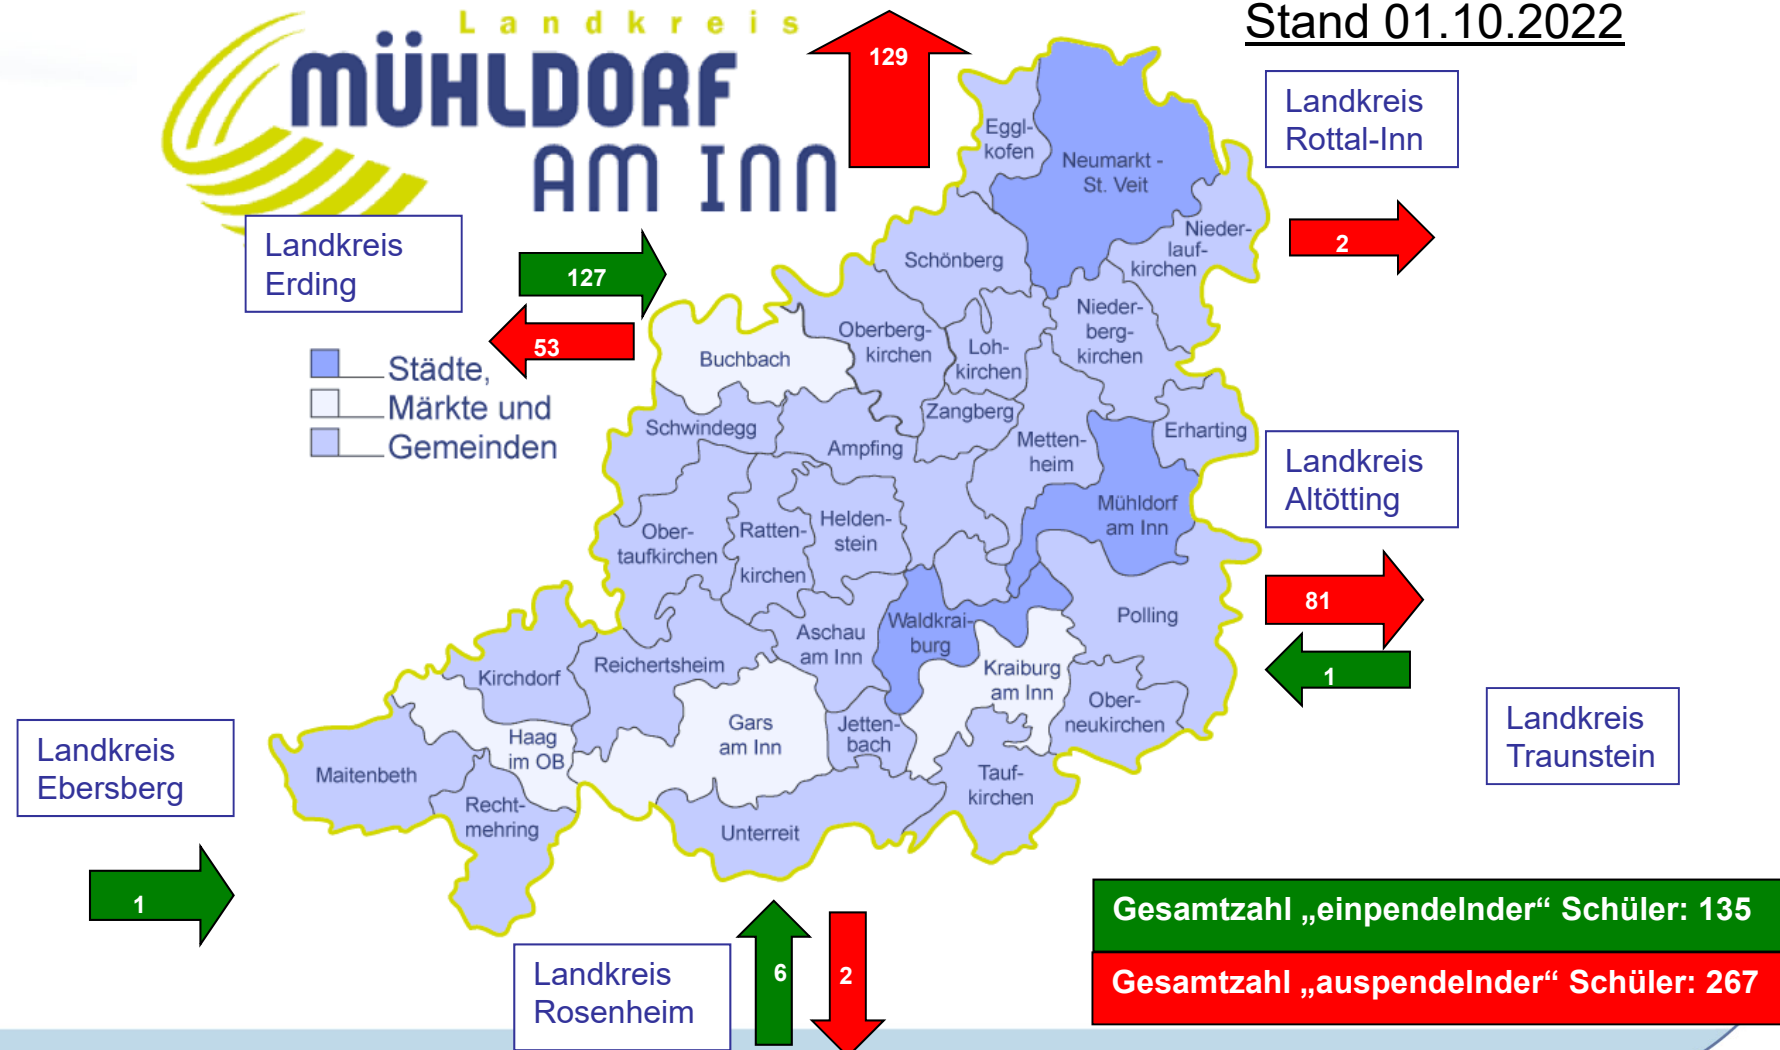 Landkreis
MÜHLDORF
AM INN
Stand 01.10.2022
129
Landkreis
Rottal-Inn
2
Landkreis
Erding
127
53
Städte,
Märkte und
Gemeinden
Eggl-
kofen
Neumarkt -
St. Veit
Nieder-
lauf-
kirchen
Schönberg
Nieder-
berg-
kirchen
Oberberg-
kirchen
Loh-
kirchen
Buchbach
Zangberg
Schwindegg
Ampfing
Metten-
heim
Erharting
Landkreis
Altötting
Mühldorf
am Inn
Ober-
taufkirchen
Ratten-
kirchen
Helden-
stein
81
1
Polling
Waldkrai-
burg
Aschau
am Inn
Kraiburg
am Inn
Ober-
neukirchen
Reichertsheim
Kirchdorf
Gars
am Inn
Jetten-
bach
Haag
im OB
Maitenbeth
Recht-
mehring
Unterreit
Tauf-
kirchen
Landkreis
Traunstein
Landkreis
Ebersberg
1
Landkreis
Rosenheim
6
2
Gesamtzahl „einpendelnder“ Schüler: 135
Gesamtzahl „auspendelnder“ Schüler: 267